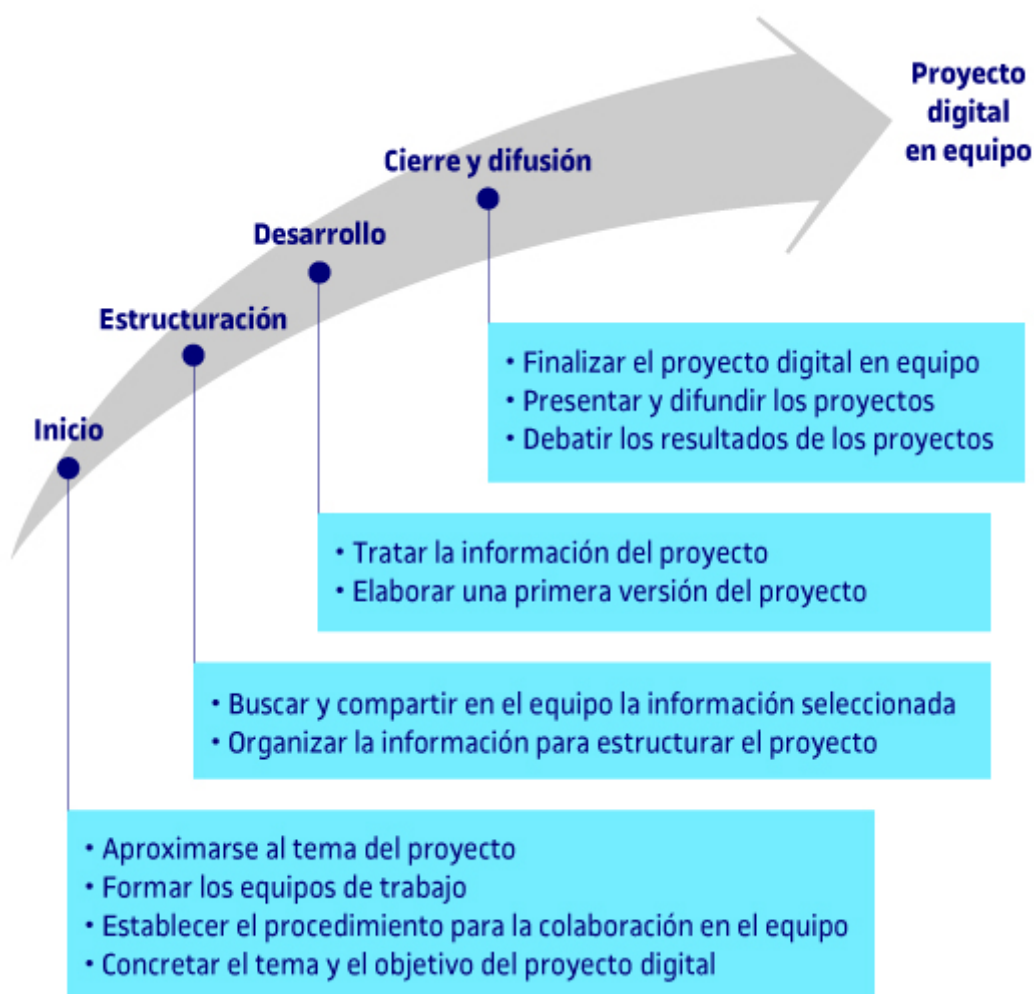 Proyecto
digital
en equipo
Cierre y difusión
Desarrollo
Estructuración
Inicio
• Finalizar el proyecto digital en equipo
• Presentar y difundir los proyectos
• Debatir los resultados de los proyectos
• Tratar la información del proyecto
• Elaborar una primera versión del proyecto
• Buscar y compartir en el equipo la información seleccionada
• Organizar la información para estructurar el proyecto
• Aproximarse al tema del proyecto
• Formar los equipos de trabajo
• Establecer el procedimiento para la colaboración en el equipo
• Concretar el tema y el objetivo del proyecto digital